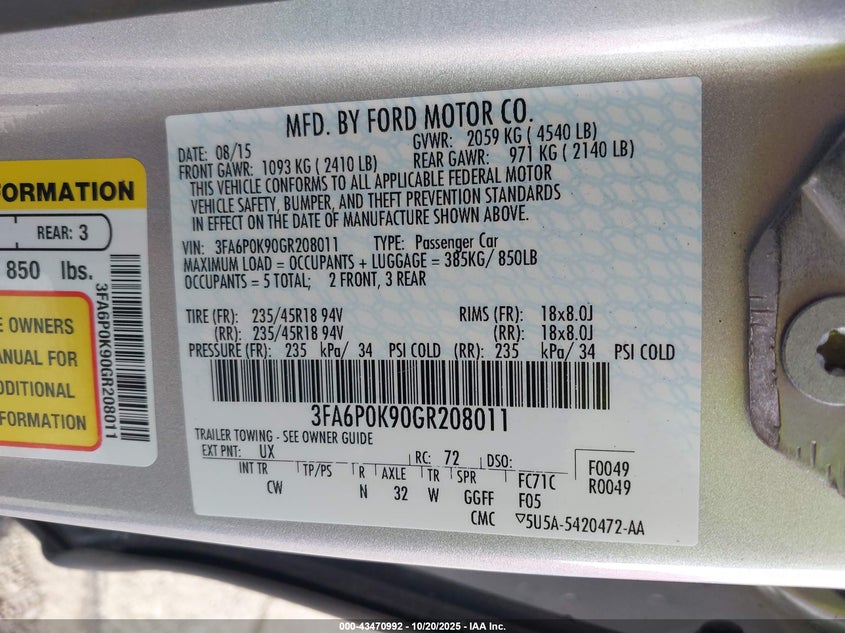 MFD. BY FORD MOTOR CO.
DATE: 08/15 GVWR: 2059 KG ( 4540 LB)
FRONT GAWR: 1093 KG ( 2410 LB) REAR GAWR: 971 KG ( 2140 LB)
THIS VEHICLE CONFORMS TO ALL APPLICABLE FEDERAL MOTOR
VEHICLE SAFETY, BUMPER, AND THEFT PREVENTION STANDARDS
IN EFFECT ON THE DATE OF MANUFACTURE SHOWN ABOVE.
VIN: 3FA6P0K90GR208011 TYPE: Passenger Car
MAXIMUM LOAD = OCCUPANTS + LUGGAGE = 385KG/ 850LB
OCCUPANTS = 5 TOTAL; 2 FRONT, 3 REAR
TIRE (FR): 235/45R18 94V RIMS (FR): 18x8.0J
(RR): 235/45R18 94V (RR): 18x8.0J
PRESSURE (FR): 235 kPa/ 34 PSI COLD (RR): 235 kPa/ 34 PSI COLD
3FA6P0K90GR208011
TRAILER TOWING - SEE OWNER GUIDE
EXT PNT: UX RC: 72 DSO: F0049
INT TR TP/PS R AXLE TR SPR FC71C R0049
CW N 32 W GGFF F05
CMC ▽5U5A-5420472-AA
FORMATION
REAR: 3
850 lbs.
E OWNERS
ANUAL FOR
DDITIONAL
FORMATION
3FA6P0K90GR208011
000-43470992 | 10/20/2025 - IAA Inc.